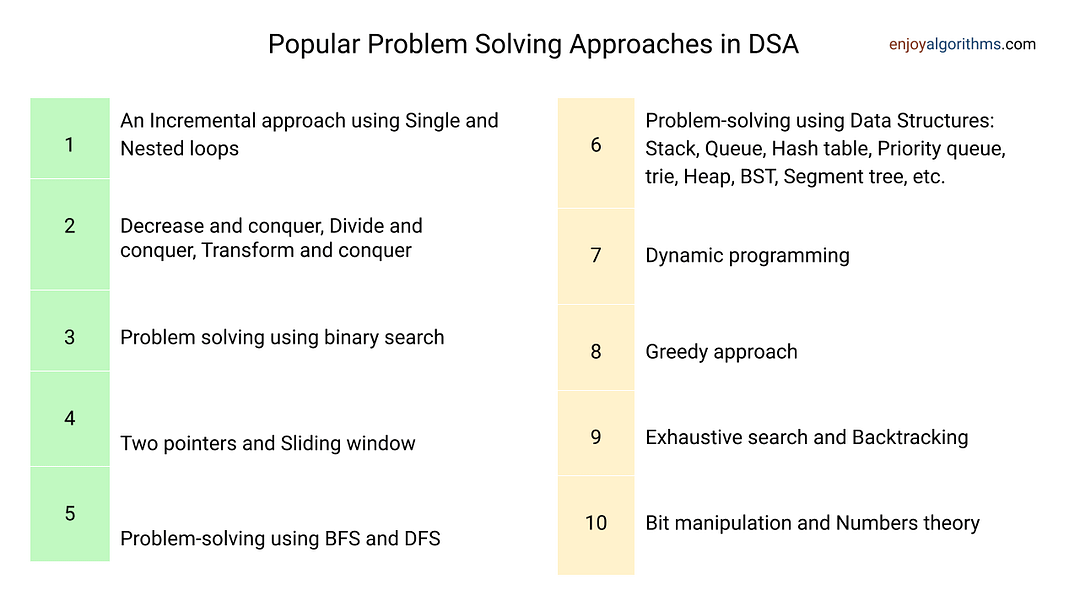 Popular Problem Solving Approaches in DSA
enjoyalgorithms.com
1
An Incremental approach using Single and
Nested loops
2
Decrease and conquer, Divide and
conquer, Transform and conquer
3
Problem solving using binary search
4
Two pointers and Sliding window
5
Problem-solving using BFS and DFS
6
Problem-solving using Data Structures:
Stack, Queue, Hash table, Priority queue,
trie, Heap, BST, Segment tree, etc.
7
Dynamic programming
8
Greedy approach
9
Exhaustive search and Backtracking
10
Bit manipulation and Numbers theory